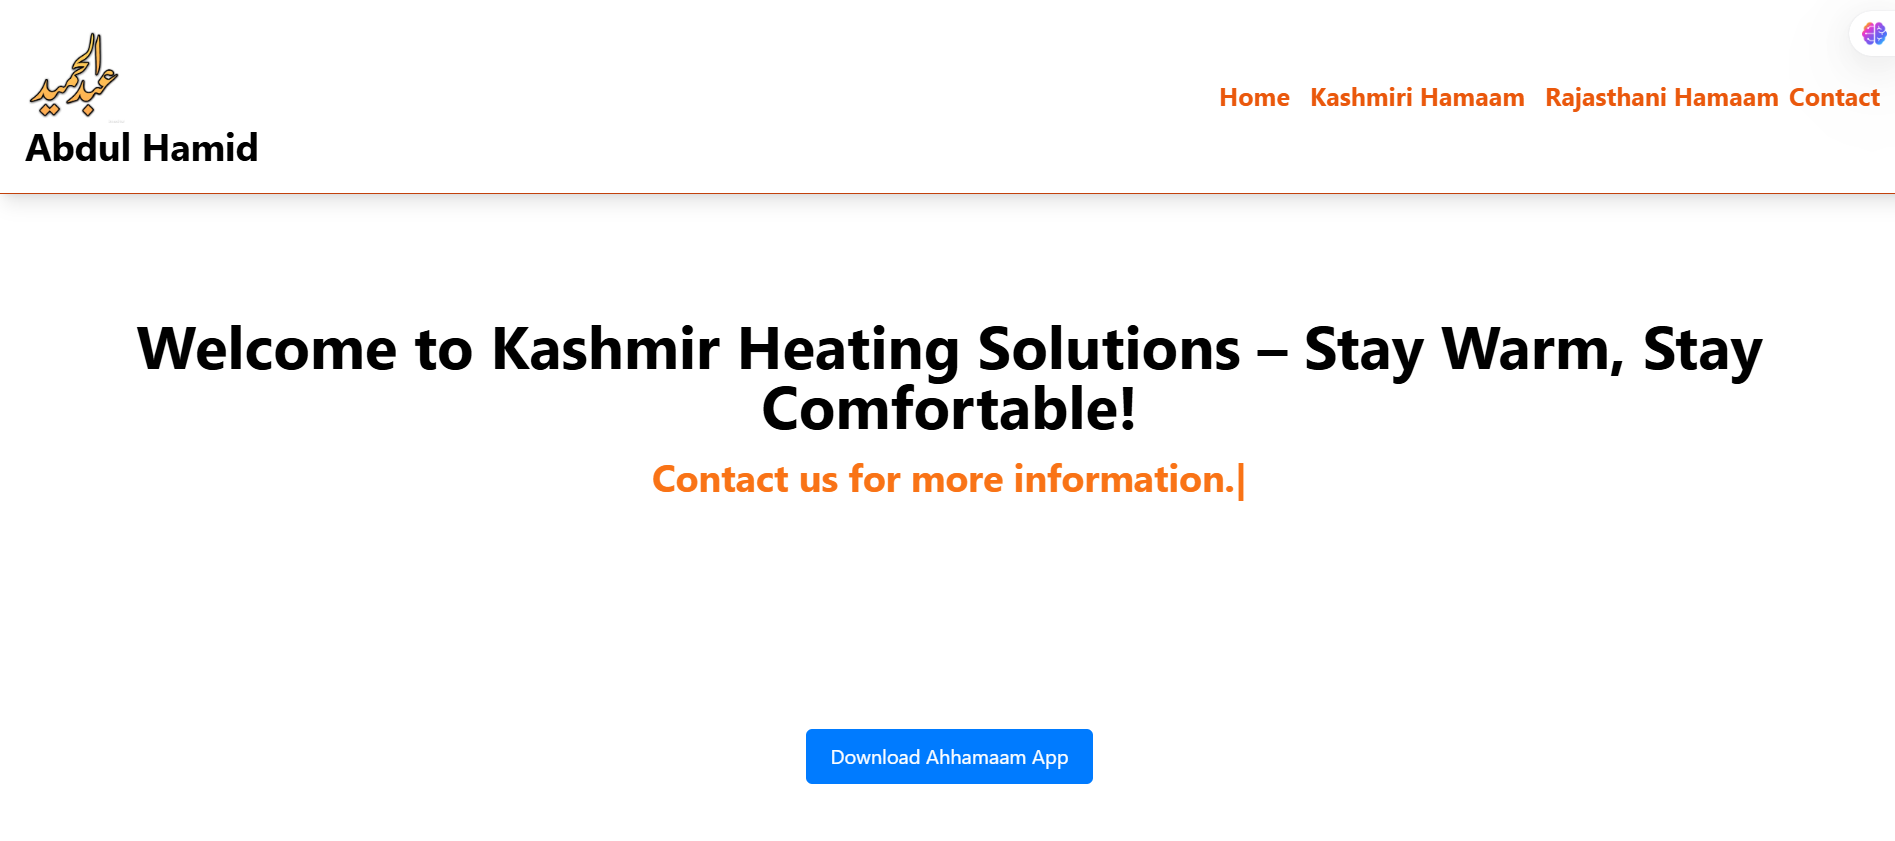 عبدالحميد
Abdul Hamid
Home Kashmiri Hamaam Rajasthani Hamaam Contact
Welcome to Kashmir Heating Solutions – Stay Warm, Stay
Comfortable!
Contact us for more information.|
Download Ahhamaam App